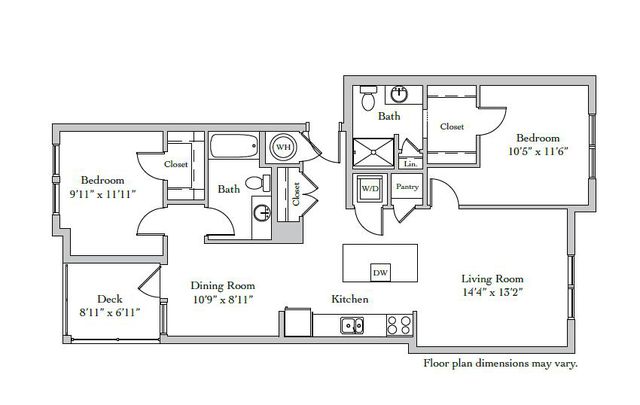 Bath
Closet
Bedroom
10'5" x 11'6"
WH
Closet
Bedroom
9'11" x 11'11"
Bath
Closet
Lin.
W/D
Pantry
DW
Living Room
14'4" x 13'2"
Dining Room
10'9" x 8'11"
Kitchen
Deck
8'11" x 6'11"
Floor plan dimensions may vary.